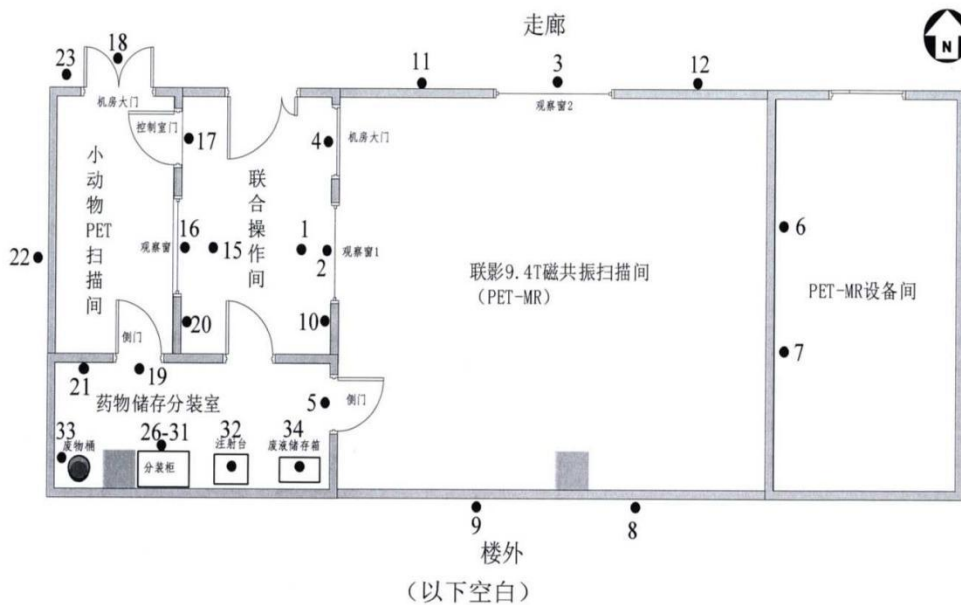 走廊
N
23
18
11
3
12
机房大门
观察窗2
控制室门
17
4
机房大门
小动物PET扫描间
联合操作间
16
1
6
22
观察窗
15
2
观察窗1
联影9.4T磁共振扫描间
（PET-MR）
PET-MR设备间
20
10
侧门
7
21
19
5
侧门
药物储存分装室
33
26-31
32
34
废物桶
注射台
废液储存箱
分装柜
9
8
楼外
（以下空白）